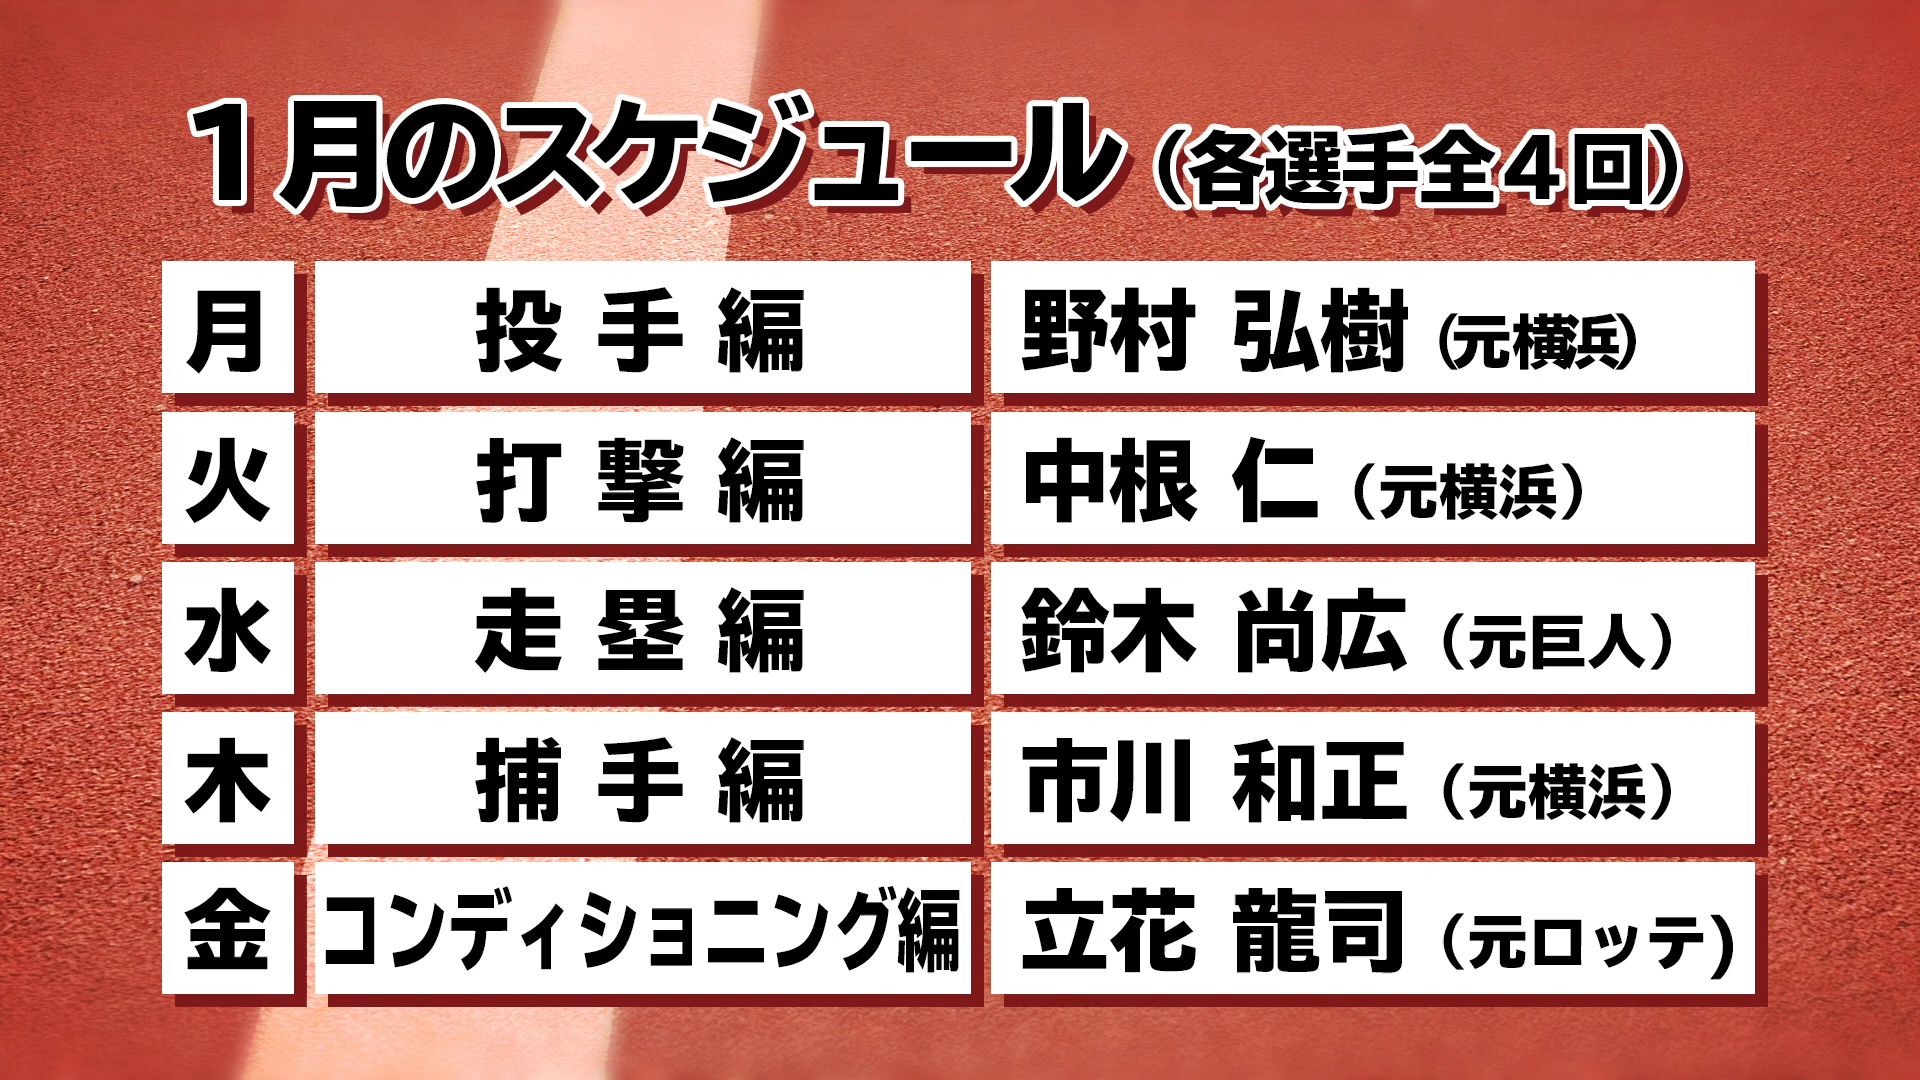 １月のスケジュール（各選手全４回）
月 投手編 野村 弘樹（元横浜）
火 打撃編 中根 仁（元横浜）
水 走塁編 鈴木 尚広（元巨人）
木 捕手編 市川 和正（元横浜）
金 コンディショニング編 立花 龍司（元ロッテ）